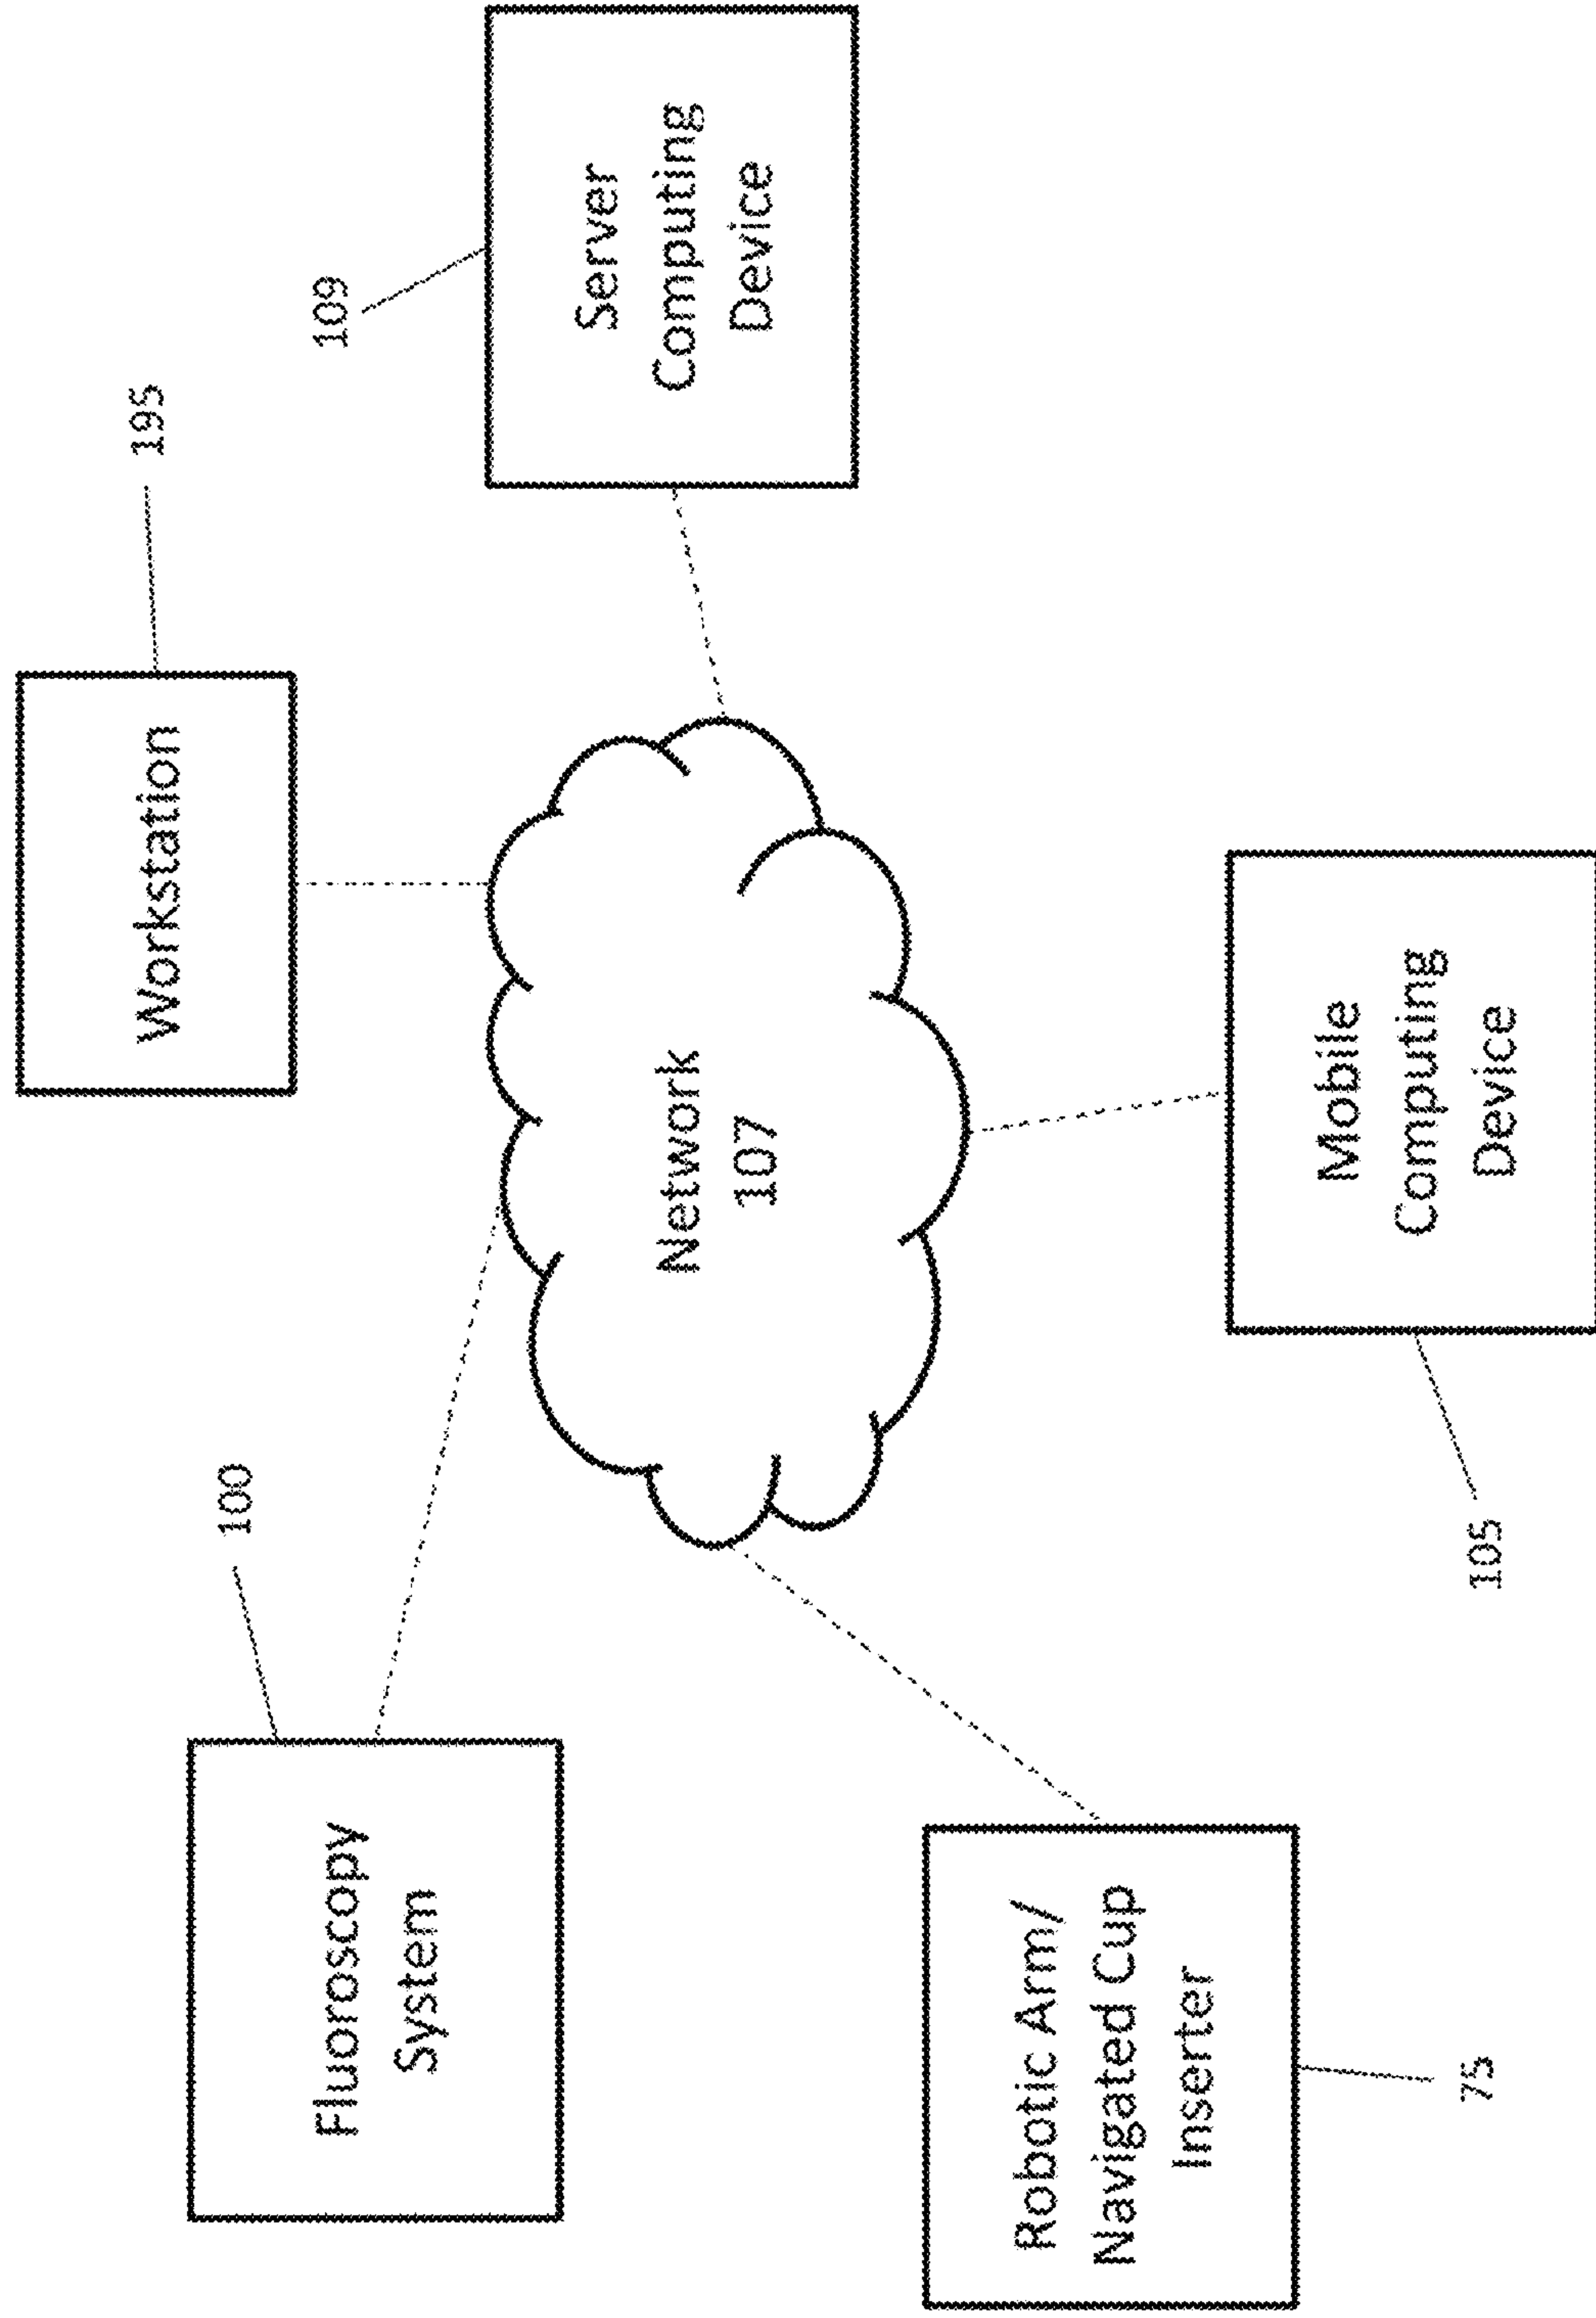 Fluoroscopy
System
100
Workstation
195
Server
Computing
Device
109
Network
107
Robotic Arm/
Navigated Cup
Inserter
75
Mobile
Computing
Device
105